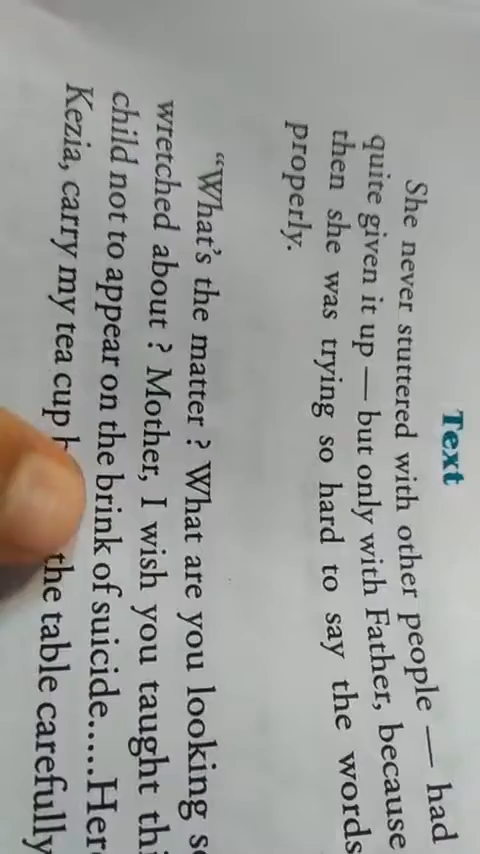 Text
She never stuttered with other people — had
quite given it up — but only with Father, because
then she was trying so hard to say the words
properly.
“What's the matter ? What are you looking
wretched about ? Mother, I wish you taught
child not to appear on the brink of suicide.....
Kezia, carry my tea cup the table carefully